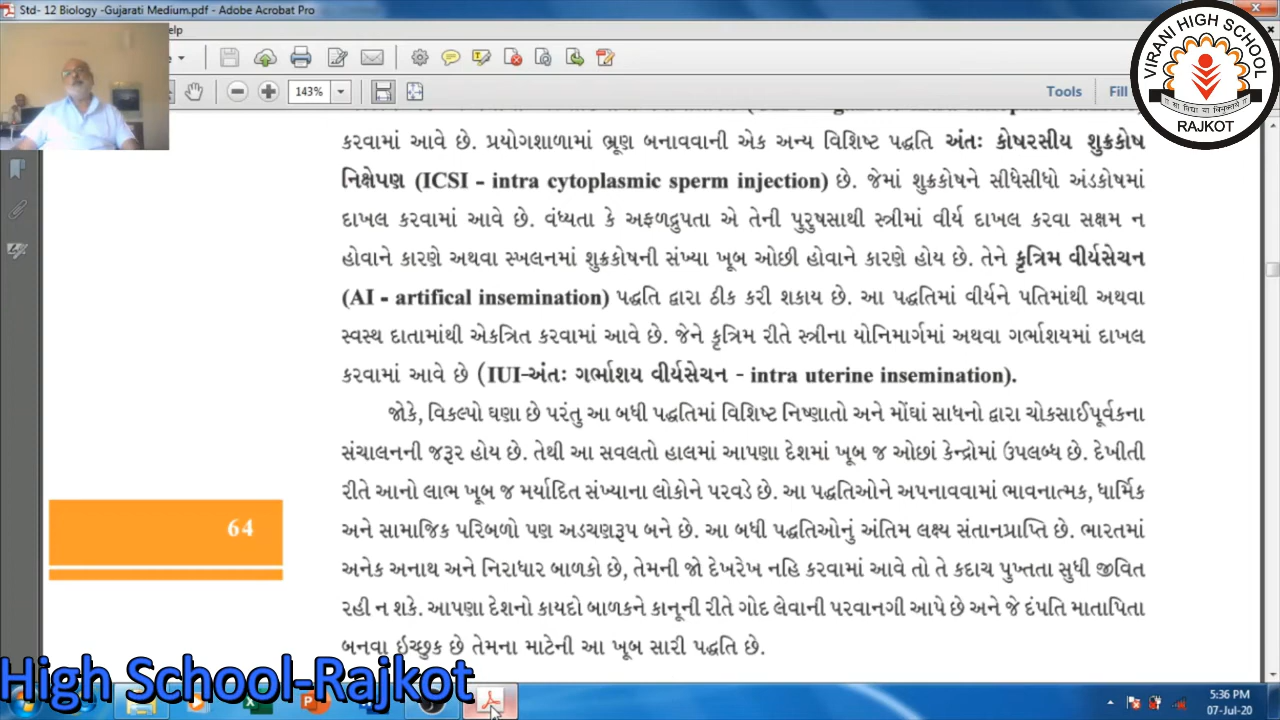 Std- 12 Biology -Gujarati Medium.pdf - Adobe Acrobat Pro
elp
143%
Tools
Fill
VIRANI HIGH SCHOOL
RAJKOT
કરવામાં આવે છે. પ્રયોગશાળામાં ભ્રૂણ બનાવવાની એક અન્ય વિશિષ્ટ પદ્ધતિ અંતઃ કોષરસીય શુક્રકોષ
નિક્ષેપણ (ICSI - intra cytoplasmic sperm injection) છે. જેમાં શુક્રકોષને સીધેસીધો અંડકોષમાં
દાખલ કરવામાં આવે છે. વંધ્યતા કે અફળદ્રુપતા એ તેની પુરુષસાથી સ્ત્રીમાં વીર્ય દાખલ કરવા સક્ષમ ન
હોવાને કારણે અથવા સ્ખલનમાં શુક્રકોષની સંખ્યા ખૂબ ઓછી હોવાને કારણે હોય છે. તેને કૃત્રિમ વીર્યસેચન
(AI - artifical insemination) પદ્ધતિ દ્વારા ઠીક કરી શકાય છે. આ પદ્ધતિમાં વીર્યને પતિમાંથી અથવા
સ્વસ્થ દાતામાંથી એકત્રિત કરવામાં આવે છે. જેને કૃત્રિમ રીતે સ્ત્રીના યોનિમાર્ગમાં અથવા ગર્ભાશયમાં દાખલ
કરવામાં આવે છે (IUI-અંતઃ ગર્ભાશય વીર્યસેચન - intra uterine insemination).
જોકે, વિકલ્પો ઘણા છે પરંતુ આ બધી પદ્ધતિમાં વિશિષ્ટ નિષ્ણાતો અને મોંઘાં સાધનો દ્વારા ચોકસાઈપૂર્વકના
સંચાલનની જરૂર હોય છે. તેથી આ સવલતો હાલમાં આપણા દેશમાં ખૂબ જ ઓછાં કેન્દ્રોમાં ઉપલબ્ધ છે. દેખીતી
રીતે આનો લાભ ખૂબ જ મર્યાદિત સંખ્યાના લોકોને પરવડે છે. આ પદ્ધતિઓને અપનાવવામાં ભાવનાત્મક, ધાર્મિક
અને સામાજિક પરિબળો પણ અડચણરૂપ બને છે. આ બધી પદ્ધતિઓનું અંતિમ લક્ષ્ય સંતાનપ્રાપ્તિ છે. ભારતમાં
અનેક અનાથ અને નિરાધાર બાળકો છે, તેમની જો દેખરેખ નહિ કરવામાં આવે તો તે કદાચ પુખ્તતા સુધી જીવિત
રહી ન શકે. આપણા દેશનો કાયદો બાળકને કાનૂની રીતે ગોદ લેવાની પરવાનગી આપે છે અને જે દંપતિ માતાપિતા
બનવા ઇચ્છુક છે તેમના માટેની આ ખૂબ સારી પદ્ધતિ છે.
64
High School-Rajkot
5:36 PM
07-Jul-20